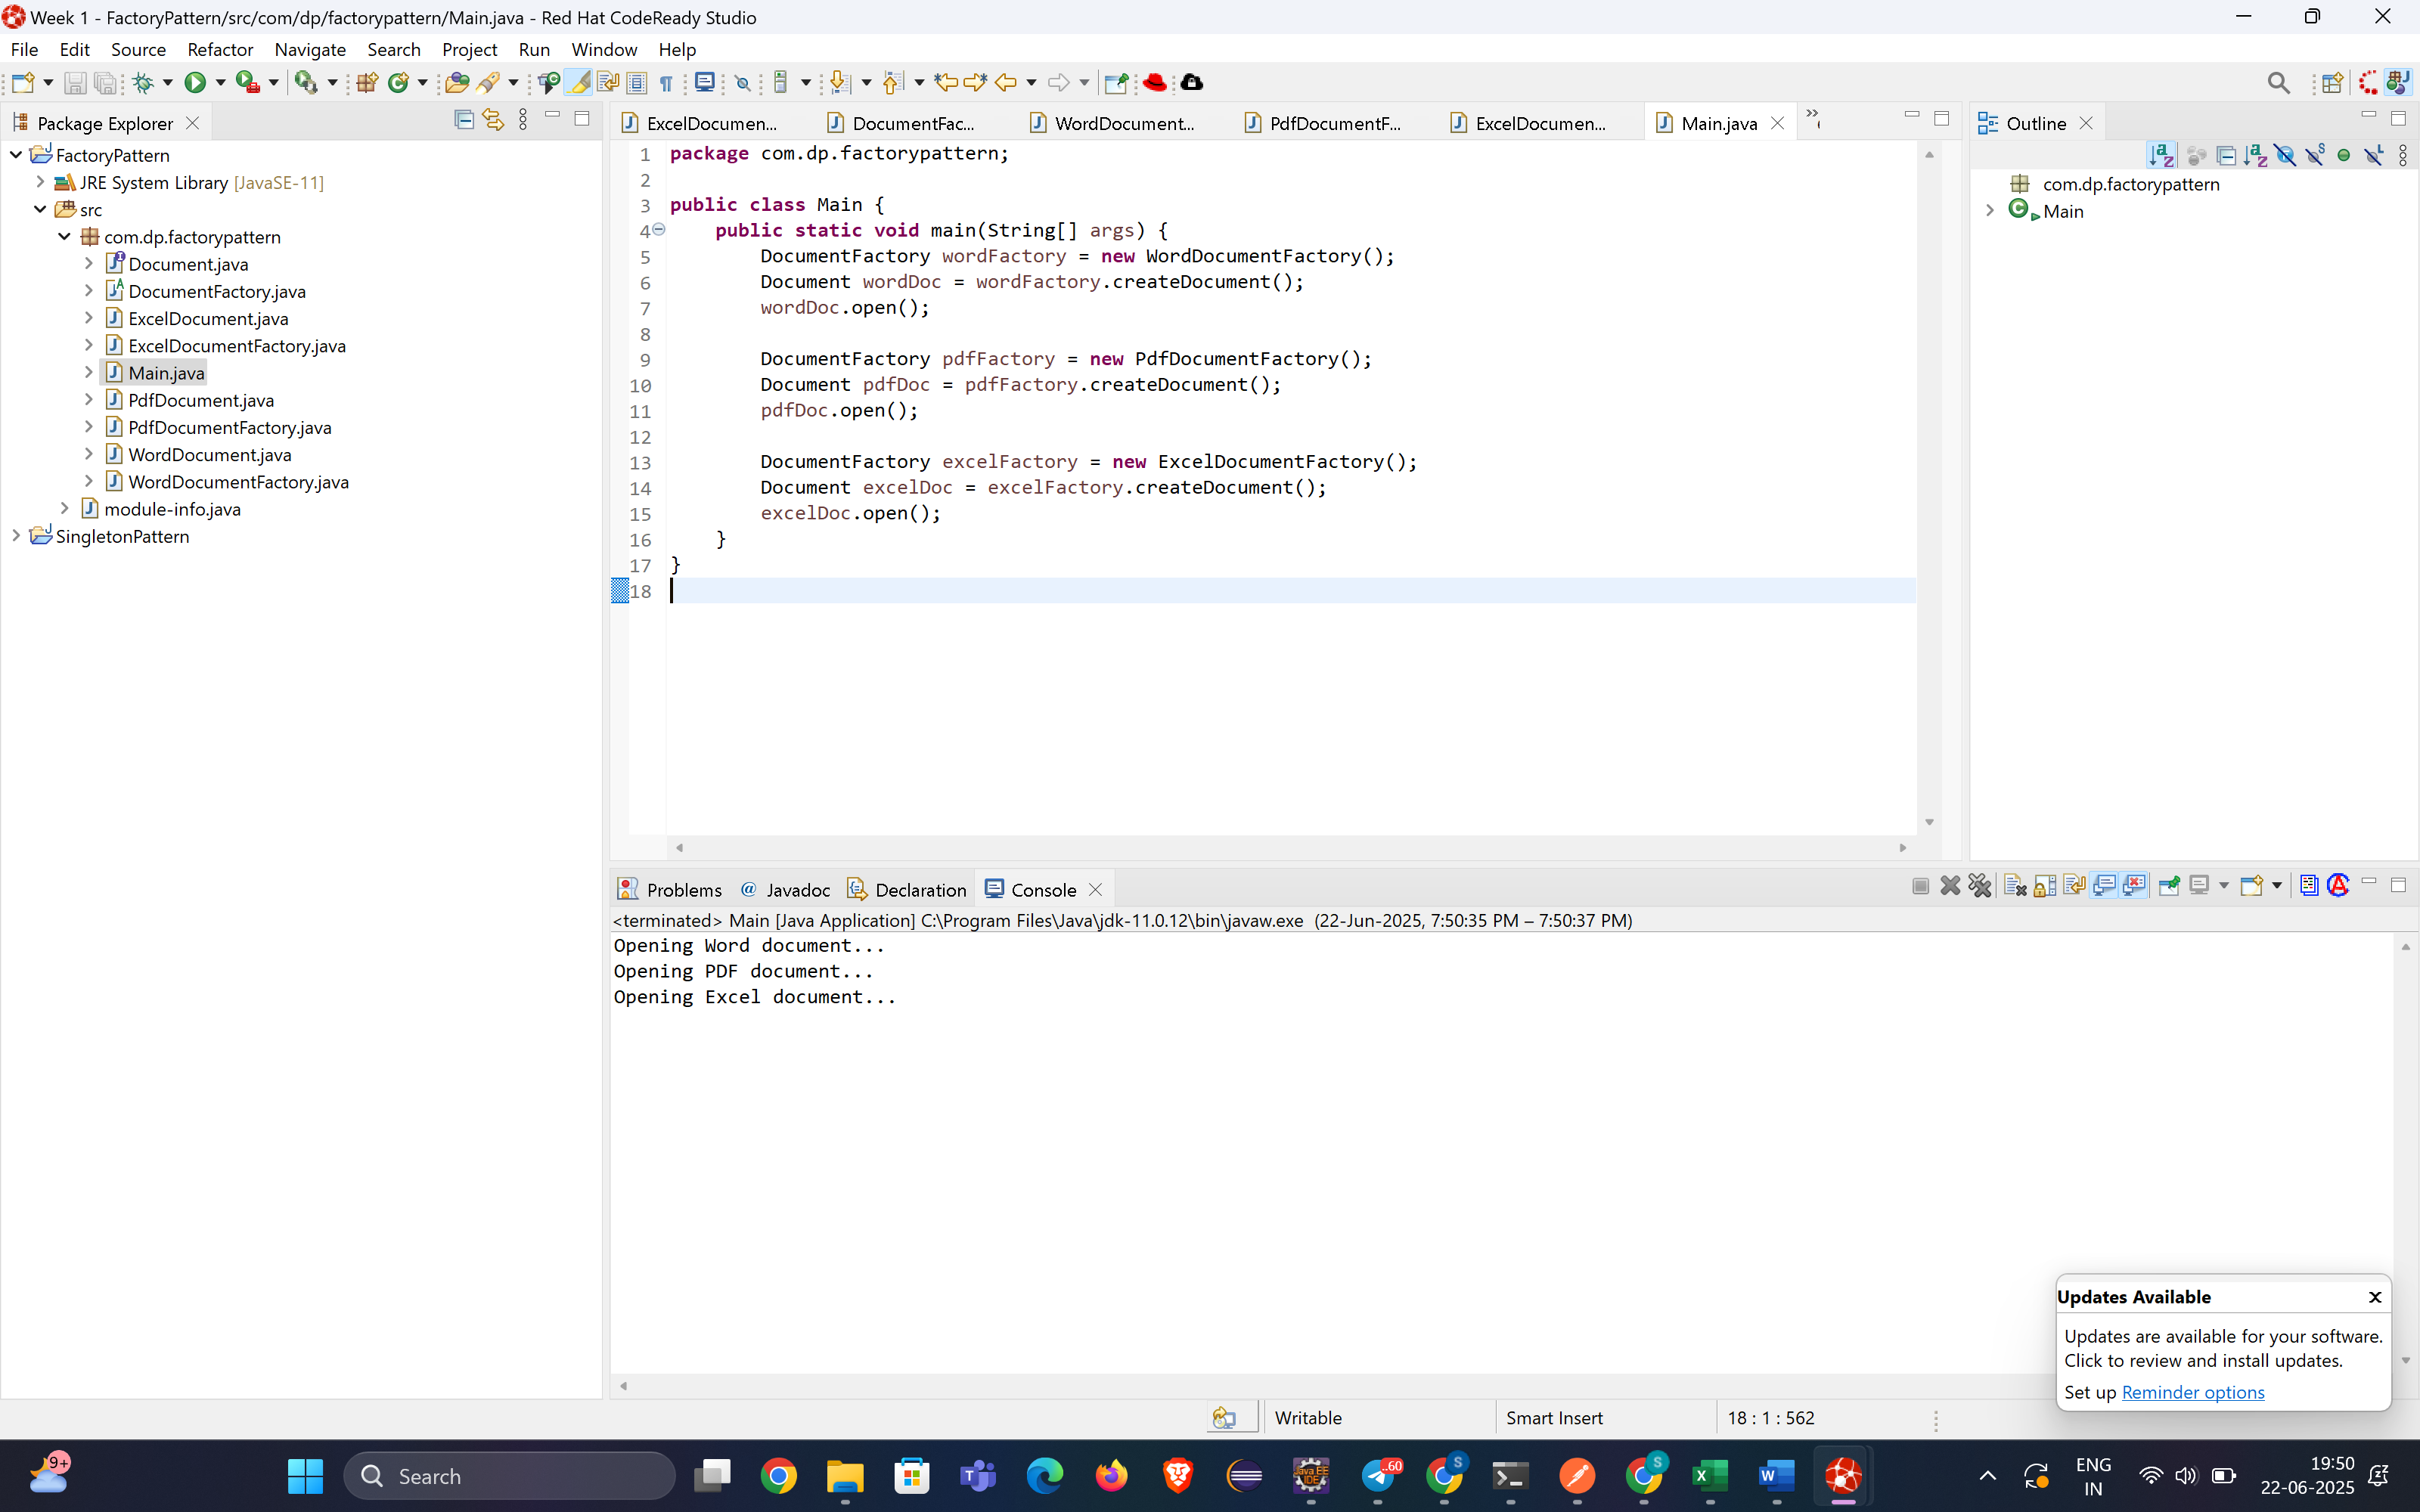 Week 1 - FactoryPattern/src/com/dp/factorypattern/Main.java - Red Hat CodeReady Studio
File Edit Source Refactor Navigate Search Project Run Window Help
Package Explorer
FactoryPattern
JRE System Library [JavaSE-11]
src
com.dp.factorypattern
Document.java
DocumentFactory.java
ExcelDocument.java
ExcelDocumentFactory.java
Main.java
PdfDocument.java
PdfDocumentFactory.java
WordDocument.java
WordDocumentFactory.java
module-info.java
SingletonPattern
ExcelDocumen... DocumentFac... WordDocument... PdfDocumentF... ExcelDocumen... Main.java
1 package com.dp.factorypattern;
2
3 public class Main {
4 public static void main(String[] args) {
5 DocumentFactory wordFactory = new WordDocumentFactory();
6 Document wordDoc = wordFactory.createDocument();
7 wordDoc.open();
8
9 DocumentFactory pdfFactory = new PdfDocumentFactory();
10 Document pdfDoc = pdfFactory.createDocument();
11 pdfDoc.open();
12
13 DocumentFactory excelFactory = new ExcelDocumentFactory();
14 Document excelDoc = excelFactory.createDocument();
15 excelDoc.open();
16 }
17 }
18
Outline
com.dp.factorypattern
Main
Problems @ Javadoc Declaration Console
<terminated> Main [Java Application] C:\Program Files\Java\jdk-11.0.12\bin\javaw.exe (22-Jun-2025, 7:50:35 PM – 7:50:37 PM)
Opening Word document...
Opening PDF document...
Opening Excel document...
Updates Available
Updates are available for your software.
Click to review and install updates.
Set up Reminder options
Writable Smart Insert 18 : 1 : 562
9+
Search
ENG
IN
19:50
22-06-2025